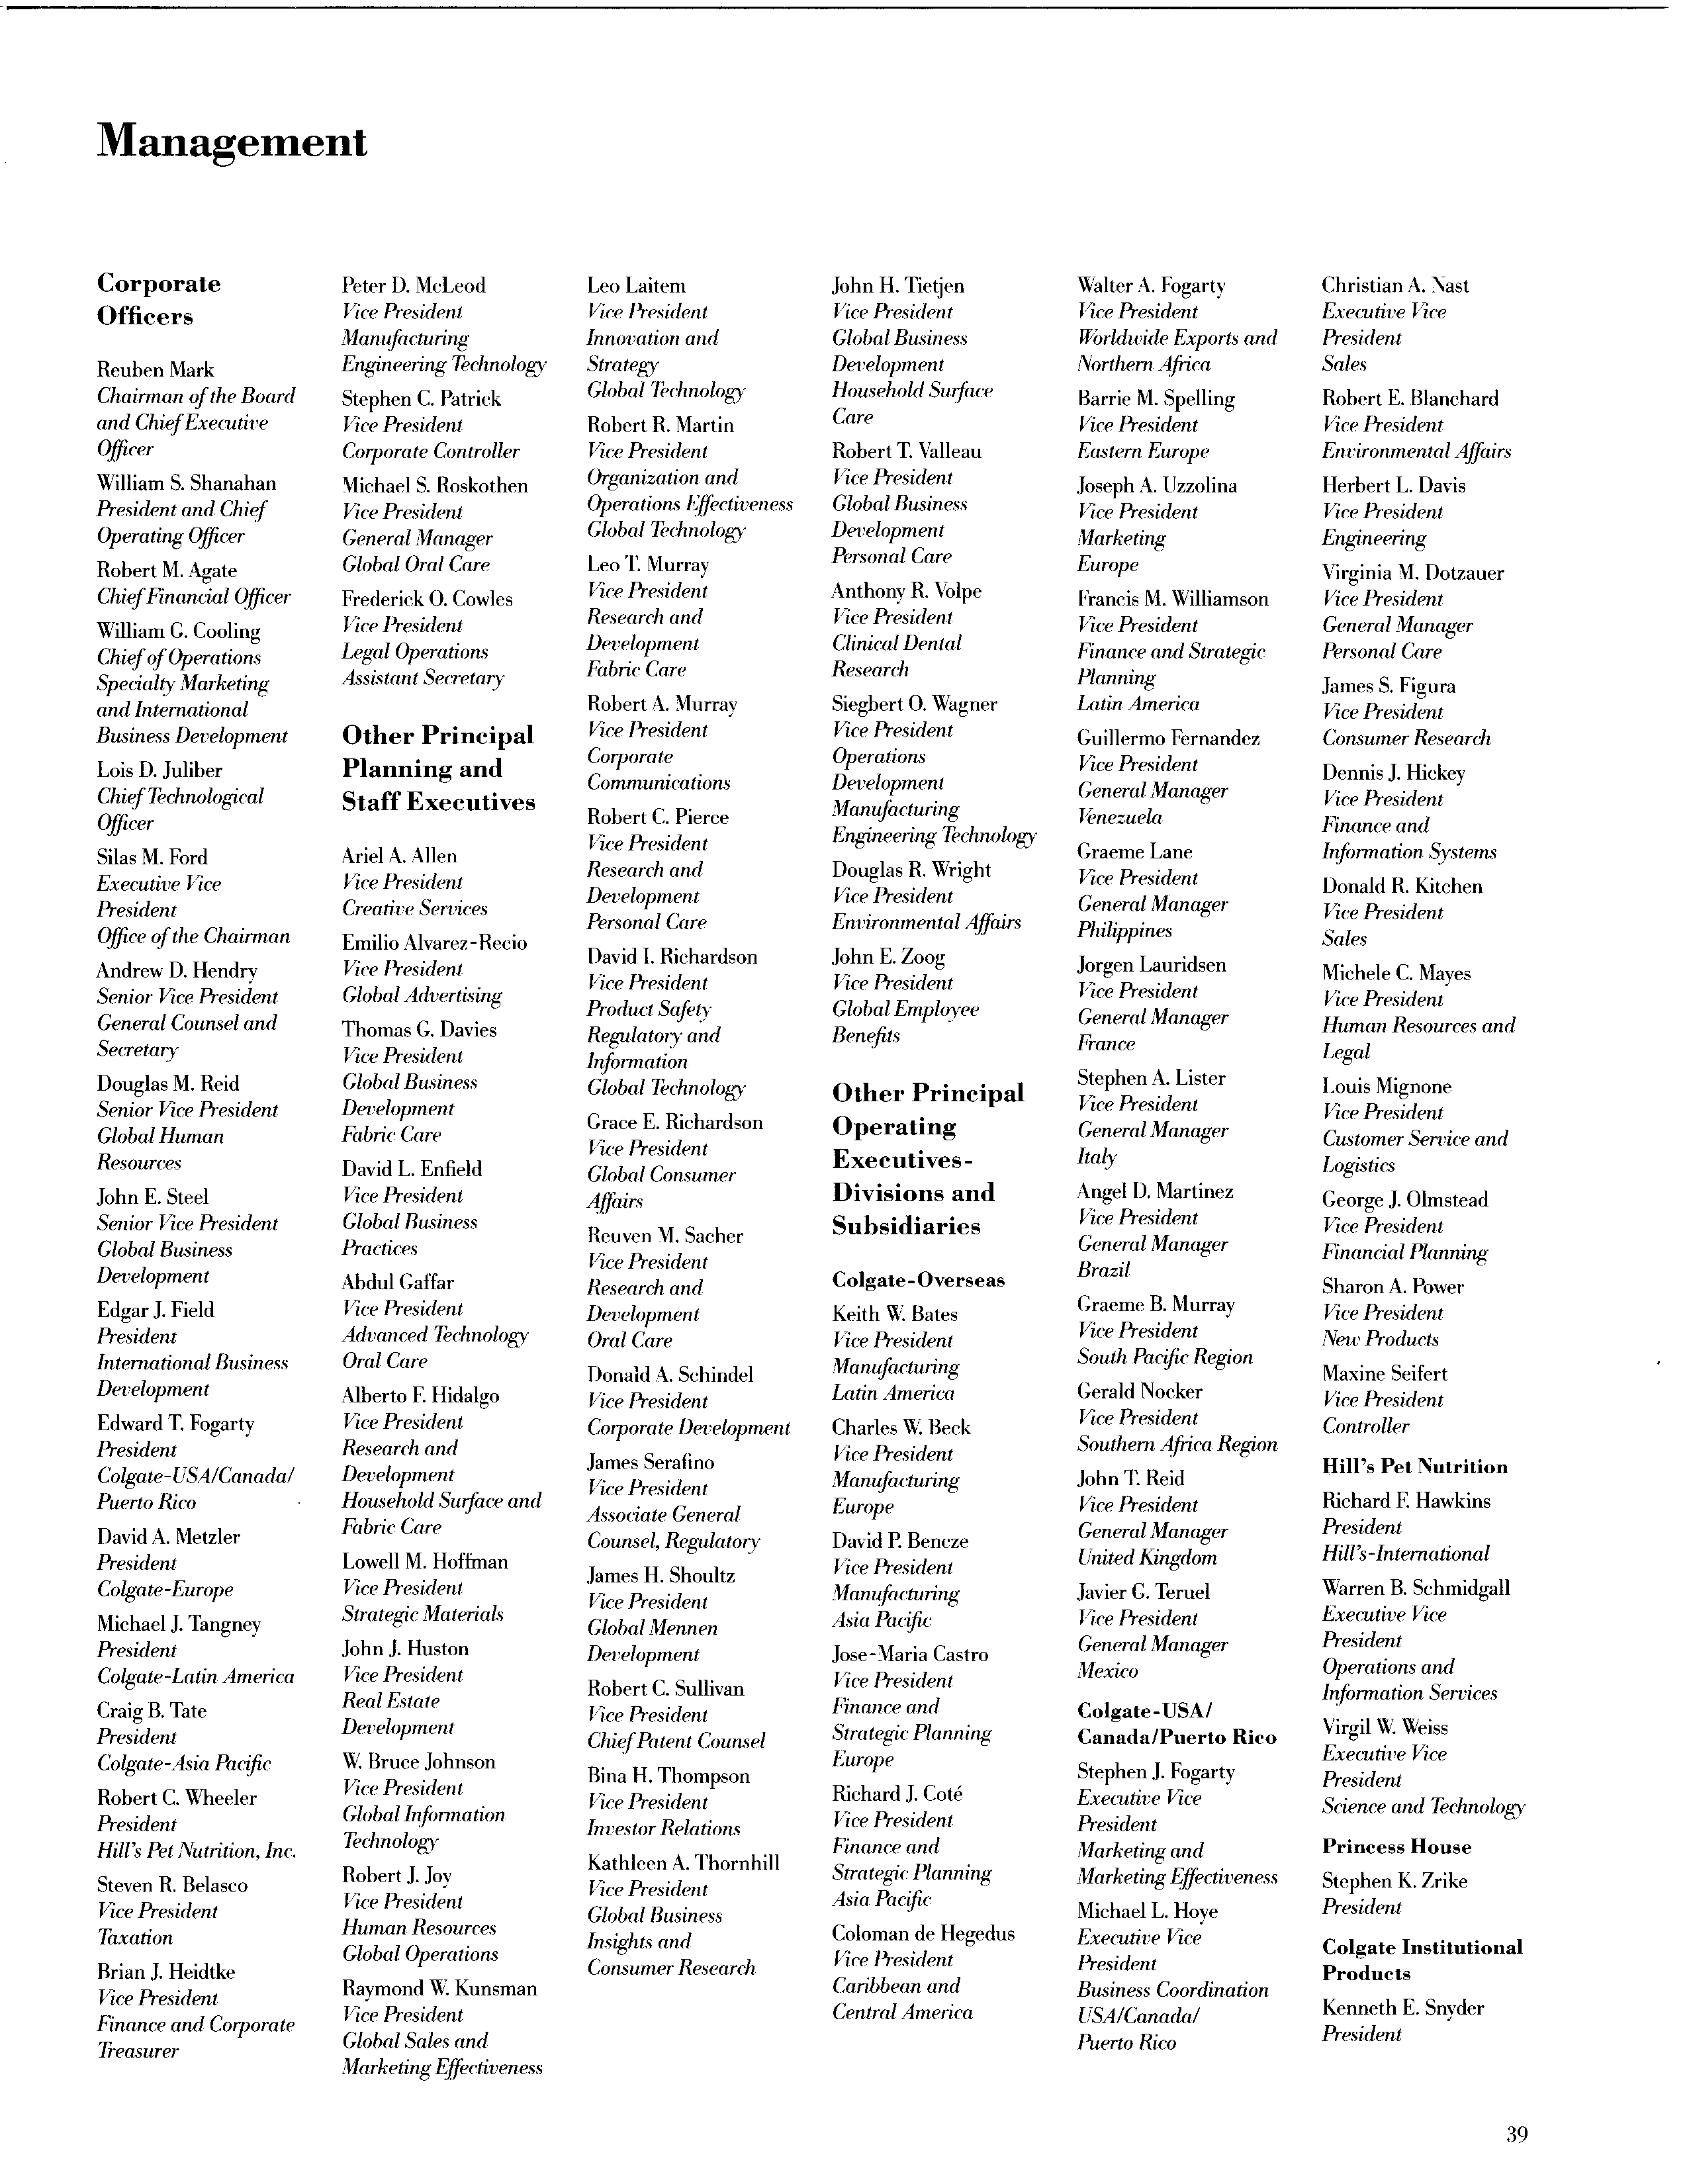 Management
Corporate
Officers
Reuben Mark
Chairman of the Board
and Chief Executive
Officer
William S. Shanahan
President and Chief
Operating Officer
Robert M. Agate
Chief Financial Officer
William G. Cooling
Chief of Operations
Specialty Marketing
and International
Business Development
Lois D. Juliber
Chief Technological
Officer
Silas M. Ford
Executive Vice
President
Office of the Chairman
Andrew D. Hendry
Senior Vice President
General Counsel and
Secretary
Douglas M. Reid
Senior Vice President
Global Human
Resources
John E. Steel
Senior Vice President
Global Business
Development
Edgar J. Field
President
International Business
Development
Edward T. Fogarty
President
Colgate-USA/Canada/
Puerto Rico
David A. Metzler
President
Colgate-Europe
Michael J. Tangney
President
Colgate-Latin America
Craig B. Tate
President
Colgate-Asia Pacific
Robert C. Wheeler
President
Hill's Pet Nutrition, Inc.
Steven R. Belasco
Vice President
Taxation
Brian J. Heidtke
Vice President
Finance and Corporate
Treasurer
Peter D. McLeod
Vice President
Manufacturing
Engineering Technology
Stephen C. Patrick
Vice President
Corporate Controller
Michael S. Roskothen
Vice President
General Manager
Global Oral Care
Frederick O. Cowles
Vice President
Legal Operations
Assistant Secretary
Other Principal
Planning and
Staff Executives
Ariel A. Allen
Vice President
Creative Services
Emilio Alvarez-Recio
Vice President
Global Advertising
Thomas G. Davies
Vice President
Global Business
Development
Fabric Care
David L. Enfield
Vice President
Global Business
Practices
Abdul Gaffar
Vice President
Advanced Technology
Oral Care
Alberto F. Hidalgo
Vice President
Research and
Development
Household Surface and
Fabric Care
Lowell M. Hoffman
Vice President
Strategic Materials
John J. Huston
Vice President
Real Estate
Development
W. Bruce Johnson
Vice President
Global Information
Technology
Robert J. Joy
Vice President
Human Resources
Global Operations
Raymond W. Kunsman
Vice President
Global Sales and
Marketing Effectiveness
Leo Laitem
Vice President
Innovation and
Strategy
Global Technology
Robert R. Martin
Vice President
Organization and
Operations Effectiveness
Global Technology
Leo T. Murray
Vice President
Research and
Development
Fabric Care
Robert A. Murray
Vice President
Corporate
Communications
Robert C. Pierce
Vice President
Research and
Development
Personal Care
David I. Richardson
Vice President
Product Safety
Regulatory and
Information
Global Technology
Grace E. Richardson
Vice President
Global Consumer
Affairs
Reuven M. Sacher
Vice President
Research and
Development
Oral Care
Donald A. Schindel
Vice President
Corporate Development
James Serafino
Vice President
Associate General
Counsel, Regulatory
James H. Shoultz
Vice President
Global Mennen
Development
Robert C. Sullivan
Vice President
Chief Patent Counsel
Bina H. Thompson
Vice President
Investor Relations
Kathleen A. Thornhill
Vice President
Global Business
Insights and
Consumer Research
John H. Tietjen
Vice President
Global Business
Development
Household Surface
Care
Robert T. Valleau
Vice President
Global Business
Development
Personal Care
Anthony R. Volpe
Vice President
Clinical Dental
Research
Siegbert O. Wagner
Vice President
Operations
Development
Manufacturing
Engineering Technology
Douglas R. Wright
Vice President
Environmental Affairs
John E. Zoog
Vice President
Global Employee
Benefits
Other Principal
Operating
Executives-
Divisions and
Subsidiaries
Colgate-Overseas
Keith W. Bates
Vice President
Manufacturing
Latin America
Charles W. Beck
Vice President
Manufacturing
Europe
David P. Bencze
Vice President
Manufacturing
Asia Pacific
Jose-Maria Castro
Vice President
Finance and
Strategic Planning
Europe
Richard J. Coté
Vice President
Finance and
Strategic Planning
Asia Pacific
Coloman de Hegedus
Vice President
Caribbean and
Central America
Walter A. Fogarty
Vice President
Worldwide Exports and
Northern Africa
Barrie M. Spelling
Vice President
Eastern Europe
Joseph A. Uzzolina
Vice President
Marketing
Europe
Francis M. Williamson
Vice President
Finance and Strategic
Planning
Latin America
Guillermo Fernandez
Vice President
General Manager
Venezuela
Graeme Lane
Vice President
General Manager
Philippines
Jorgen Lauridsen
Vice President
General Manager
France
Stephen A. Lister
Vice President
General Manager
Italy
Angel D. Martinez
Vice President
General Manager
Brazil
Graeme B. Murray
Vice President
South Pacific Region
Gerald Nocker
Vice President
Southern Africa Region
John T. Reid
Vice President
General Manager
United Kingdom
Javier G. Teruel
Vice President
General Manager
Mexico
Colgate-USA/
Canada/Puerto Rico
Stephen J. Fogarty
Executive Vice
President
Marketing and
Marketing Effectiveness
Michael L. Hoye
Executive Vice
President
Business Coordination
USA/Canada/
Puerto Rico
Christian A. Nast
Executive Vice
President
Sales
Robert E. Blanchard
Vice President
Environmental Affairs
Herbert L. Davis
Vice President
Engineering
Virginia M. Dotzauer
Vice President
General Manager
Personal Care
James S. Figura
Vice President
Consumer Research
Dennis J. Hickey
Vice President
Finance and
Information Systems
Donald R. Kitchen
Vice President
Sales
Michele C. Mayes
Vice President
Human Resources and
Legal
Louis Mignone
Vice President
Customer Service and
Logistics
George J. Olmstead
Vice President
Financial Planning
Sharon A. Power
Vice President
New Products
Maxine Seifert
Vice President
Controller
Hill's Pet Nutrition
Richard F. Hawkins
President
Hill's-International
Warren B. Schmidgall
Executive Vice
President
Operations and
Information Services
Virgil W. Weiss
Executive Vice
President
Science and Technology
Princess House
Stephen K. Zrike
President
Colgate Institutional
Products
Kenneth E. Snyder
President
39